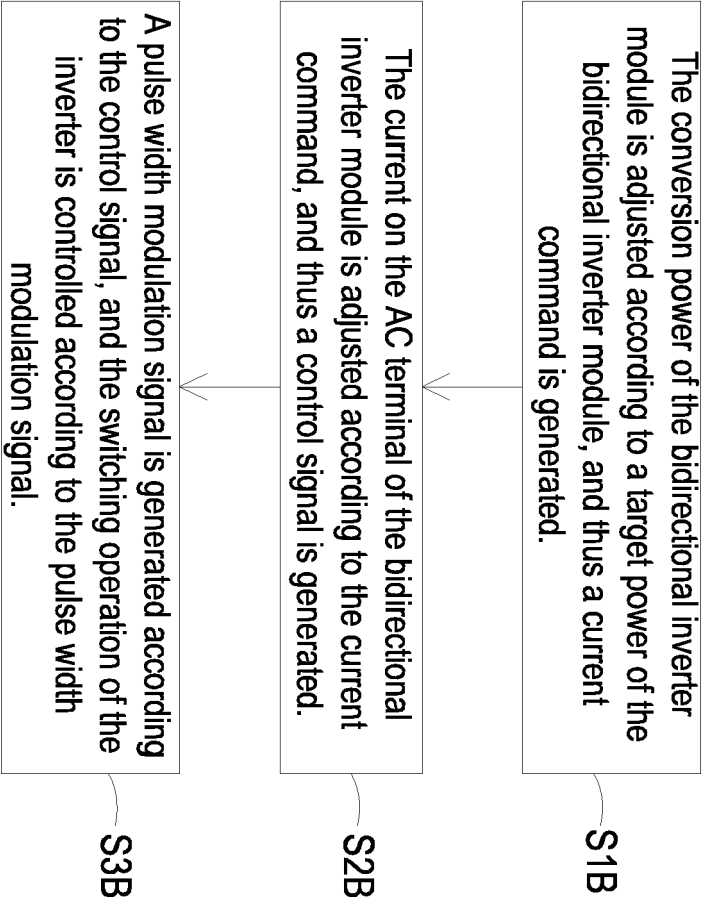 The conversion power of the bidirectional inverter
module is adjusted according to a target power of the
bidirectional inverter module, and thus a current
command is generated.
S1B
The current on the AC terminal of the bidirectional
inverter module is adjusted according to the current
command, and thus a control signal is generated.
S2B
A pulse width modulation signal is generated according
to the control signal, and the switching operation of the
inverter is controlled according to the pulse width
modulation signal.
S3B